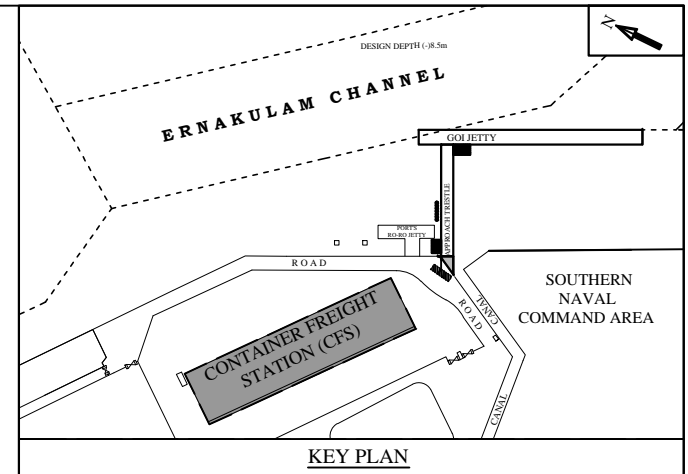 N
DESIGN DEPTH (-)8.5m
ERNAKULAM CHANNEL
GOI JETTY
APPROACH TRESTLE
PORT'S
RO-RO JETTY
ROAD
SOUTHERN
NAVAL
COMMAND AREA
CANAL
ROAD
CONTAINER FREIGHT
STATION (CFS)
CANAL
KEY PLAN